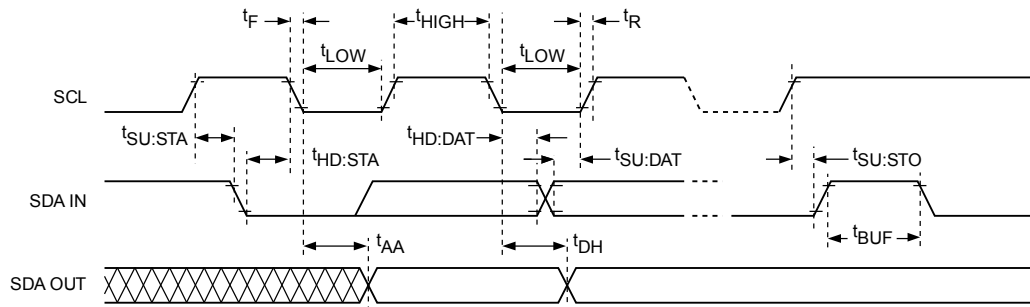 tF
tHIGH
tR
tLOW
tLOW
SCL
tSU:STA
tHD:STA
tHD:DAT
tSU:DAT
tSU:STO
SDA IN
tBUF
tAA
tDH
SDA OUT